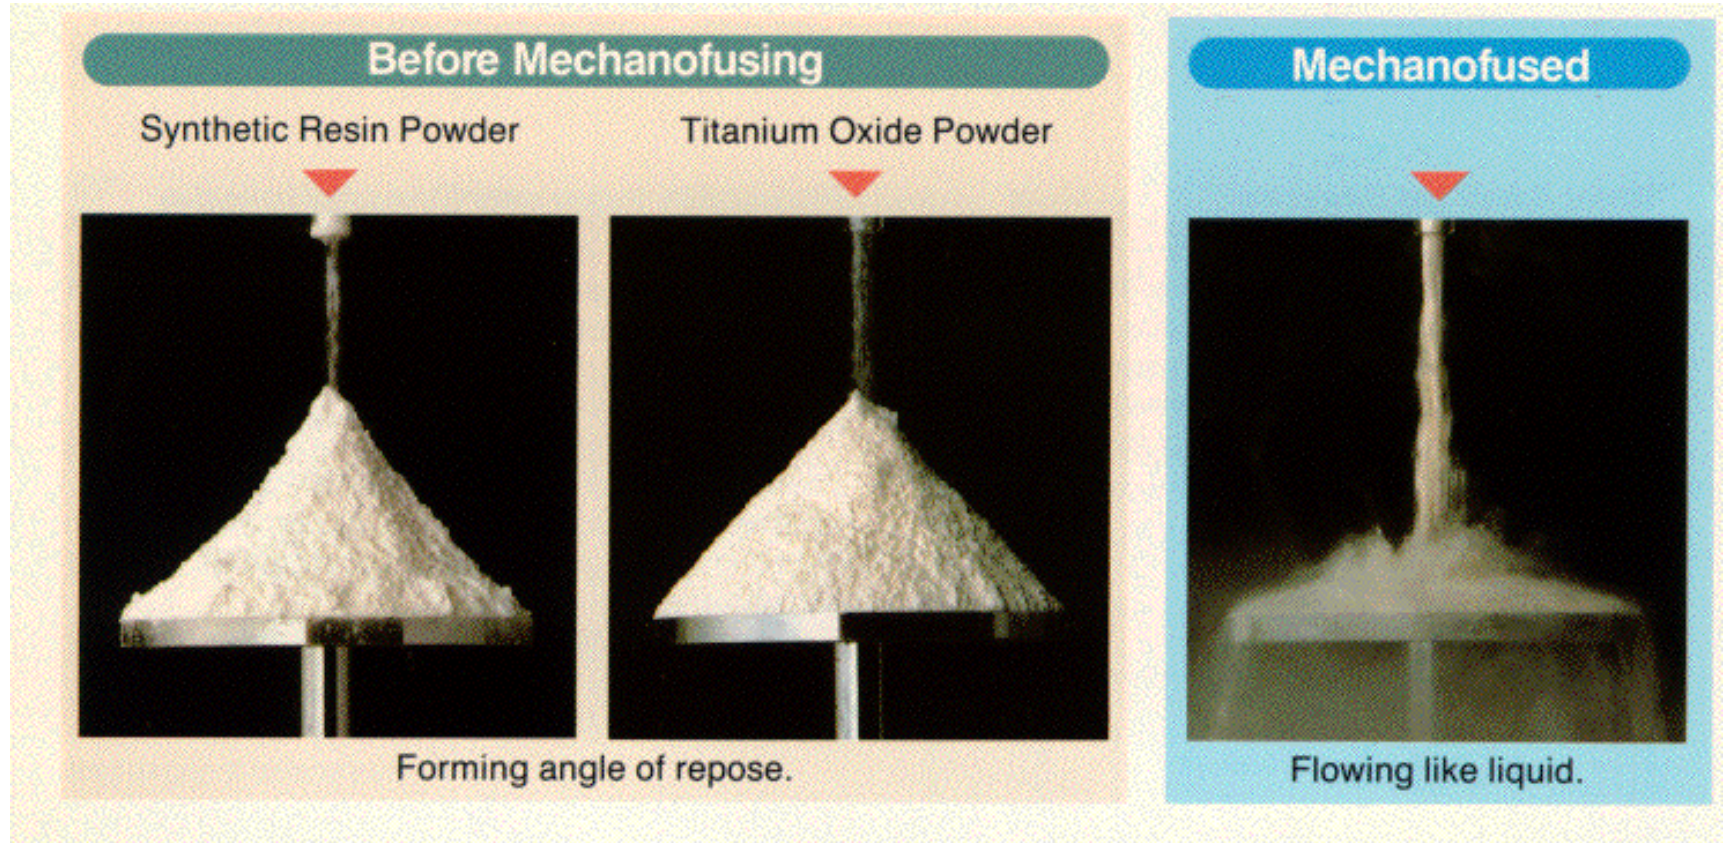 Before Mechanofusing
Synthetic Resin Powder
Titanium Oxide Powder
Forming angle of repose.
Mechanofused
Flowing like liquid.